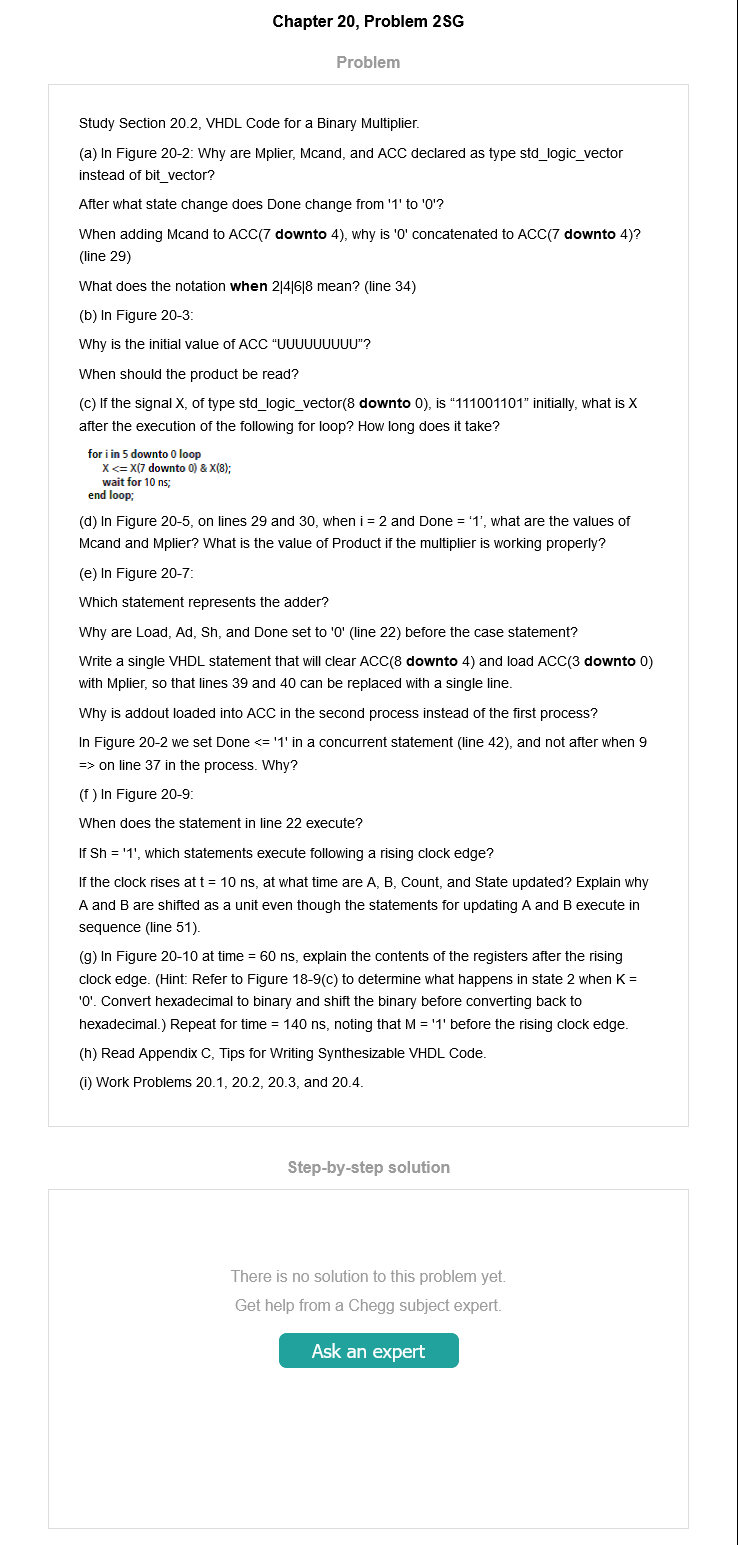 Chapter 20, Problem 2SG
Problem
Study Section 20.2, VHDL Code for a Binary Multiplier.
(a) In Figure 20-2: Why are Mplier, Mcand, and ACC declared as type std_logic_vector
instead of bit_vector?
After what state change does Done change from '1' to '0'?
When adding Mcand to ACC(7 downto 4), why is '0' concatenated to ACC(7 downto 4)?
(line 29)
What does the notation when 2|4|6|8 mean? (line 34)
(b) In Figure 20-3:
Why is the initial value of ACC “UUUUUUUUU”?
When should the product be read?
(c) If the signal X, of type std_logic_vector(8 downto 0), is “111001101” initially, what is X
after the execution of the following for loop? How long does it take?
for i in 5 downto 0 loop
X <= X(7 downto 0) & X(8);
wait for 10 ns;
end loop;
(d) In Figure 20-5, on lines 29 and 30, when i = 2 and Done = ‘1’, what are the values of
Mcand and Mplier? What is the value of Product if the multiplier is working properly?
(e) In Figure 20-7:
Which statement represents the adder?
Why are Load, Ad, Sh, and Done set to '0' (line 22) before the case statement?
Write a single VHDL statement that will clear ACC(8 downto 4) and load ACC(3 downto 0)
with Mplier, so that lines 39 and 40 can be replaced with a single line.
Why is addout loaded into ACC in the second process instead of the first process?
In Figure 20-2 we set Done <= '1' in a concurrent statement (line 42), and not after when 9
=> on line 37 in the process. Why?
(f ) In Figure 20-9:
When does the statement in line 22 execute?
If Sh = '1', which statements execute following a rising clock edge?
If the clock rises at t = 10 ns, at what time are A, B, Count, and State updated? Explain why
A and B are shifted as a unit even though the statements for updating A and B execute in
sequence (line 51).
(g) In Figure 20-10 at time = 60 ns, explain the contents of the registers after the rising
clock edge. (Hint: Refer to Figure 18-9(c) to determine what happens in state 2 when K =
'0'. Convert hexadecimal to binary and shift the binary before converting back to
hexadecimal.) Repeat for time = 140 ns, noting that M = '1' before the rising clock edge.
(h) Read Appendix C, Tips for Writing Synthesizable VHDL Code.
(i) Work Problems 20.1, 20.2, 20.3, and 20.4.
Step-by-step solution
There is no solution to this problem yet.
Get help from a Chegg subject expert.
Ask an expert